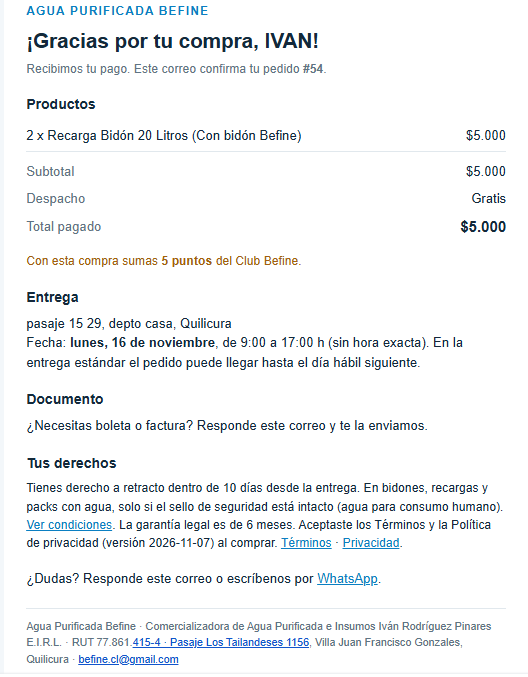 AGUA PURIFICADA BEFINE
¡Gracias por tu compra, IVAN!
Recibimos tu pago. Este correo confirma tu pedido #54.
Productos
2 x Recarga Bidón 20 Litros (Con bidón Befine) $5.000
Subtotal $5.000
Despacho Gratis
Total pagado $5.000
Con esta compra sumas 5 puntos del Club Befine.
Entrega
pasaje 15 29, depto casa, Quilicura
Fecha: lunes, 16 de noviembre, de 9:00 a 17:00 h (sin hora exacta). En la
entrega estándar el pedido puede llegar hasta el día hábil siguiente.
Documento
¿Necesitas boleta o factura? Responde este correo y te la enviamos.
Tus derechos
Tienes derecho a retracto dentro de 10 días desde la entrega. En bidones, recargas y
packs con agua, solo si el sello de seguridad está intacto (agua para consumo humano).
Ver condiciones. La garantía legal es de 6 meses. Aceptaste los Términos y la Política
de privacidad (versión 2026-11-07) al comprar. Términos · Privacidad.
¿Dudas? Responde este correo o escríbenos por WhatsApp.
Agua Purificada Befine · Comercializadora de Agua Purificada e Insumos Iván Rodríguez Pinares
E.I.R.L. · RUT 77.861.415-4 · Pasaje Los Tailandeses 1156, Villa Juan Francisco Gonzales,
Quilicura · befine.cl@gmail.com